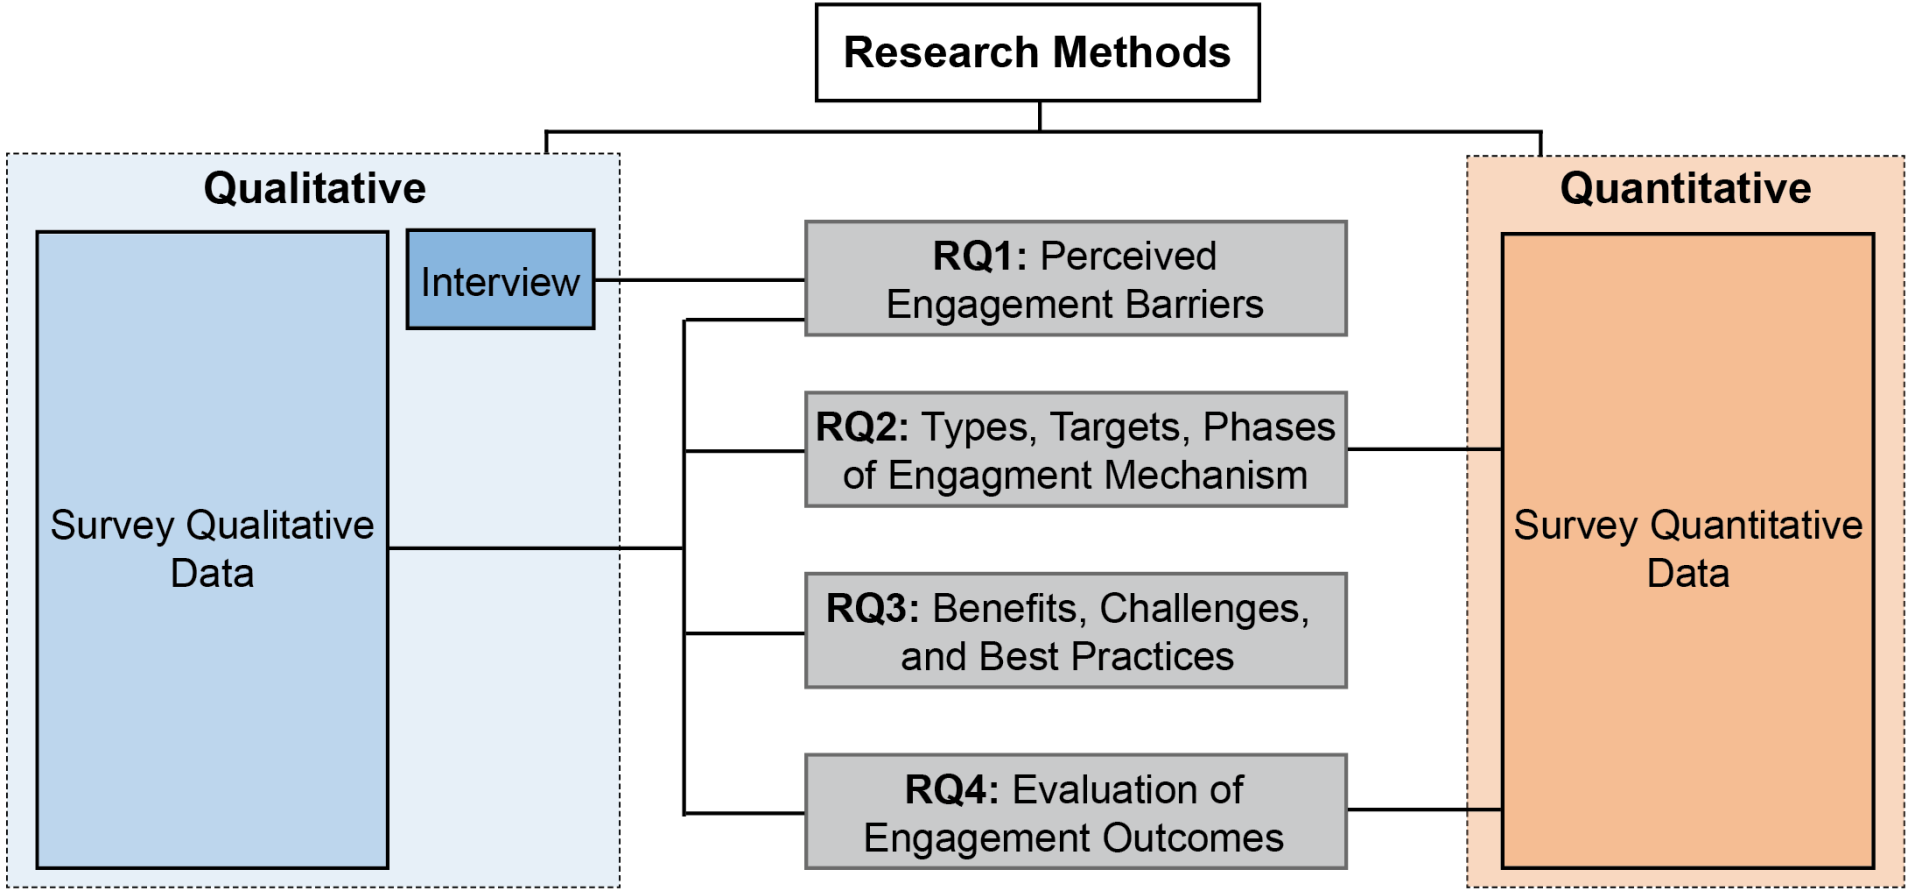 Research Methods
Qualitative
Interview
Survey Qualitative
Data
RQ1: Perceived
Engagement Barriers
RQ2: Types, Targets, Phases
of Engagment Mechanism
RQ3: Benefits, Challenges,
and Best Practices
RQ4: Evaluation of
Engagement Outcomes
Quantitative
Survey Quantitative
Data